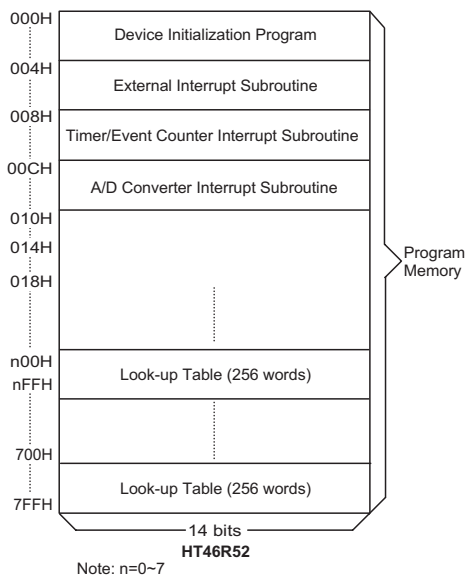 000H
Device Initialization Program
004H
External Interrupt Subroutine
008H
Timer/Event Counter Interrupt Subroutine
00CH
A/D Converter Interrupt Subroutine
010H
014H
018H
Program
Memory
n00H
Look-up Table (256 words)
nFFH
700H
Look-up Table (256 words)
7FFH
14 bits
HT46R52
Note: n=0~7